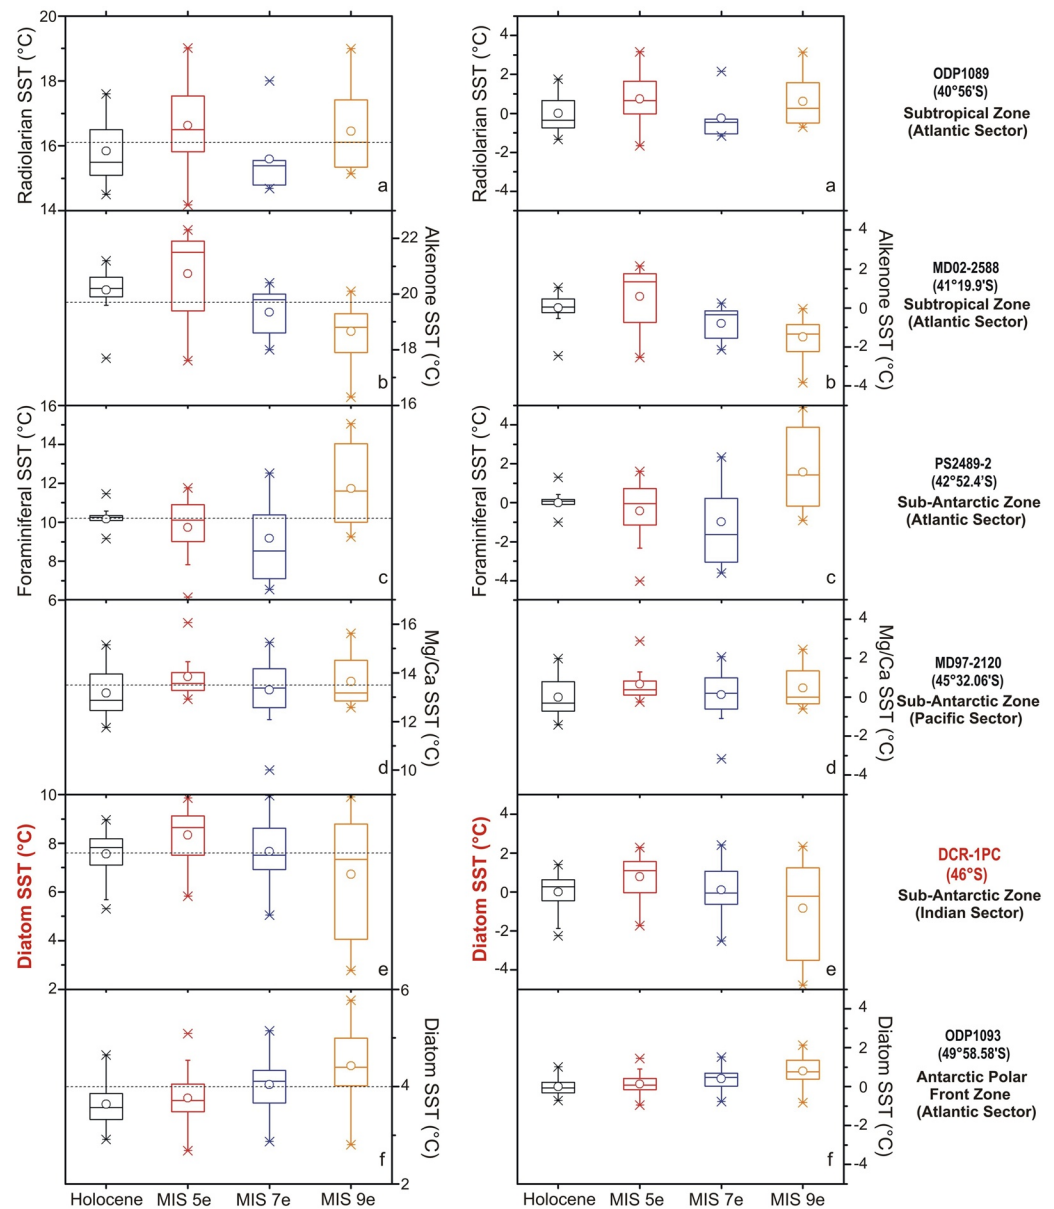 20
18
16
14
Radiolarian SST (°C)
a
4
2
0
-2
-4
Radiolarian SST (°C)
a
ODP1089
(40°56'S)
Subtropical Zone
(Atlantic Sector)
22
20
18
16
Alkenone SST (°C)
b
4
2
0
-2
-4
Alkenone SST (°C)
b
MD02-2588
(41°19.9'S)
Subtropical Zone
(Atlantic Sector)
16
14
12
10
8
6
Foraminiferal SST (°C)
c
4
2
0
-2
-4
Foraminiferal SST (°C)
c
PS2489-2
(42°52.4'S)
Sub-Antarctic Zone
(Atlantic Sector)
16
14
12
10
Mg/Ca SST (°C)
d
4
2
0
-2
-4
Mg/Ca SST (°C)
d
MD97-2120
(45°32.06'S)
Sub-Antarctic Zone
(Pacific Sector)
10
8
6
4
2
Diatom SST (°C)
e
4
2
0
-2
-4
Diatom SST (°C)
e
DCR-1PC
(46°S)
Sub-Antarctic Zone
(Indian Sector)
6
4
2
Diatom SST (°C)
f
4
2
0
-2
-4
Diatom SST (°C)
f
ODP1093
(49°58.58'S)
Antarctic Polar
Front Zone
(Atlantic Sector)
Holocene MIS 5e MIS 7e MIS 9e
Holocene MIS 5e MIS 7e MIS 9e